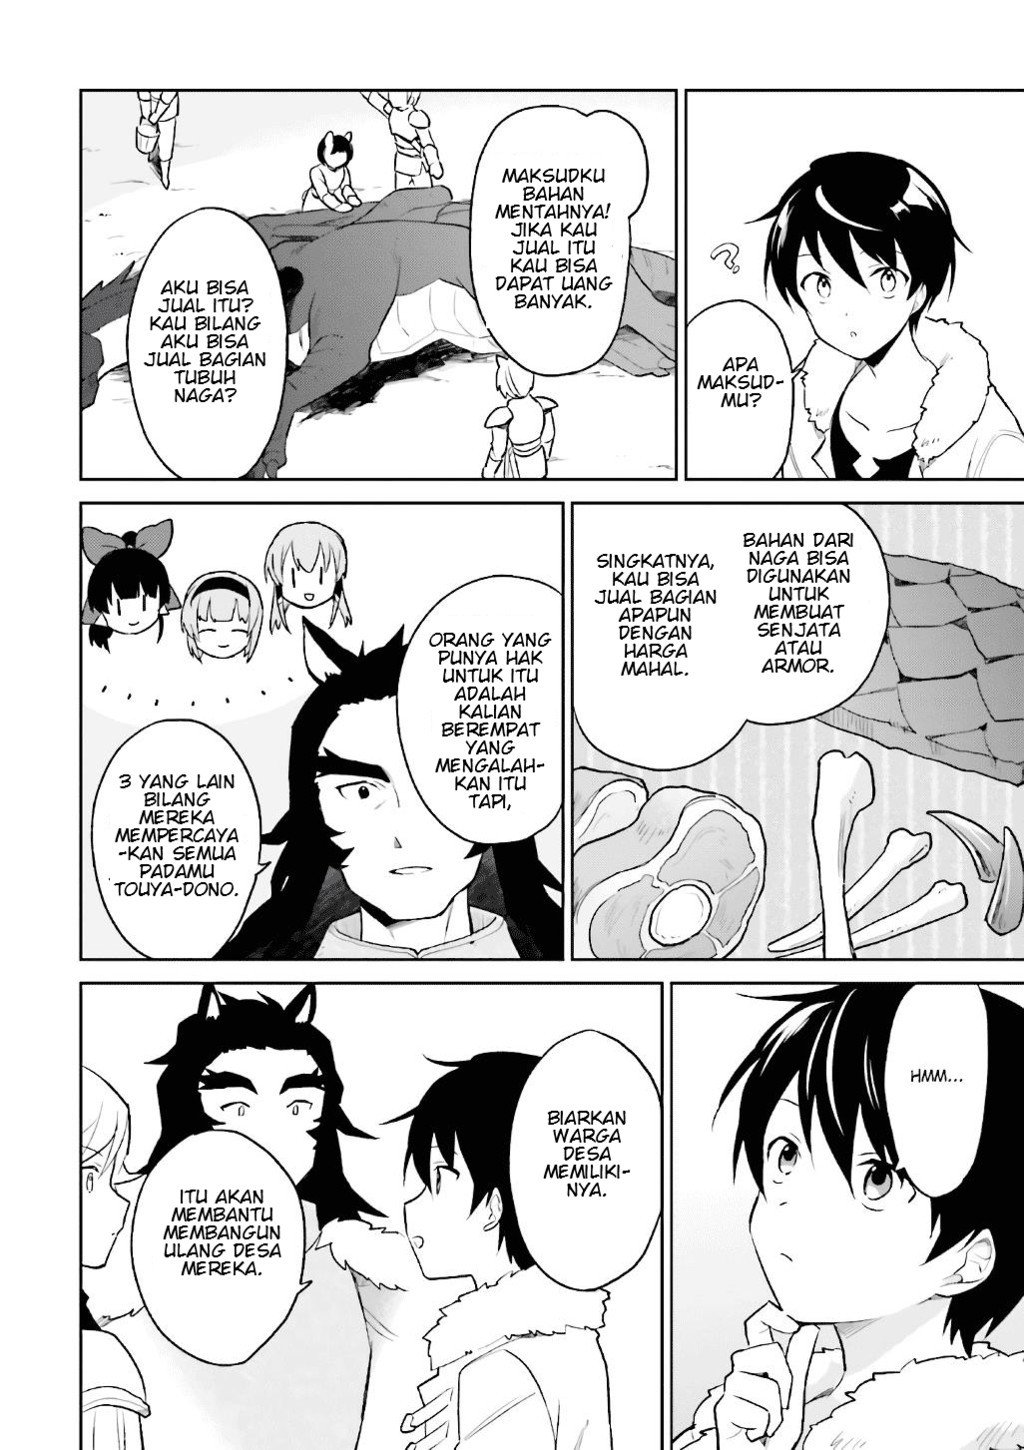 ?
APA
MAKSUD-
MU?
MAKSUDKU
BAHAN
MENTAHNYA!
JIKA KAU
JUAL ITU
KAU BISA
DAPAT UANG
BANYAK.
AKU BISA
JUAL ITU?
KAU BILANG
AKU BISA
JUAL BAGIAN
TUBUH
NAGA?
BAHAN DARI
NAGA BISA
DIGUNAKAN
UNTUK
MEMBUAT
SENJATA
ATAU
ARMOR.
SINGKATNYA,
KAU BISA
JUAL BAGIAN
APAPUN
DENGAN
HARGA
MAHAL.
ORANG YANG
PUNYA HAK
UNTUK ITU
ADALAH
KALIAN
BEREMPAT
YANG
MENGALAH-
KAN ITU
TAPI,
3 YANG LAIN
BILANG
MEREKA
MEMPERCAYA
-KAN SEMUA
PADAMU
TOUYA-DONO.
HMM...
BIARKAN
WARGA
DESA
MEMILIKI-
NYA.
ITU AKAN
MEMBANTU
MEMBANGUN
ULANG DESA
MEREKA.